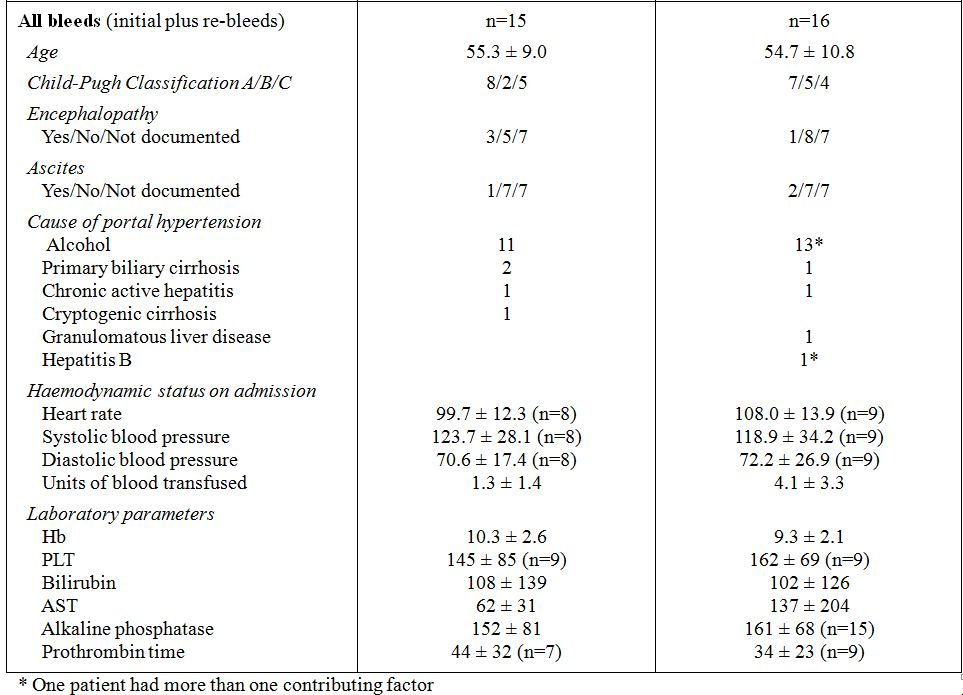 All bleeds (initial plus re-bleeds) n=15 n=16
Age 55.3 ± 9.0 54.7 ± 10.8
Child-Pugh Classification A/B/C 8/2/5 7/5/4
Encephalopathy
Yes/No/Not documented 3/5/7 1/8/7
Ascites
Yes/No/Not documented 1/7/7 2/7/7
Cause of portal hypertension
Alcohol 11 13*
Primary biliary cirrhosis 2 1
Chronic active hepatitis 1 1
Cryptogenic cirrhosis 1
Granulomatous liver disease 1
Hepatitis B 1*
Haemodynamic status on admission
Heart rate 99.7 ± 12.3 (n=8) 108.0 ± 13.9 (n=9)
Systolic blood pressure 123.7 ± 28.1 (n=8) 118.9 ± 34.2 (n=9)
Diastolic blood pressure 70.6 ± 17.4 (n=8) 72.2 ± 26.9 (n=9)
Units of blood transfused 1.3 ± 1.4 4.1 ± 3.3
Laboratory parameters
Hb 10.3 ± 2.6 9.3 ± 2.1
PLT 145 ± 85 (n=9) 162 ± 69 (n=9)
Bilirubin 108 ± 139 102 ± 126
AST 62 ± 31 137 ± 204
Alkaline phosphatase 152 ± 81 161 ± 68 (n=15)
Prothrombin time 44 ± 32 (n=7) 34 ± 23 (n=9)
* One patient had more than one contributing factor